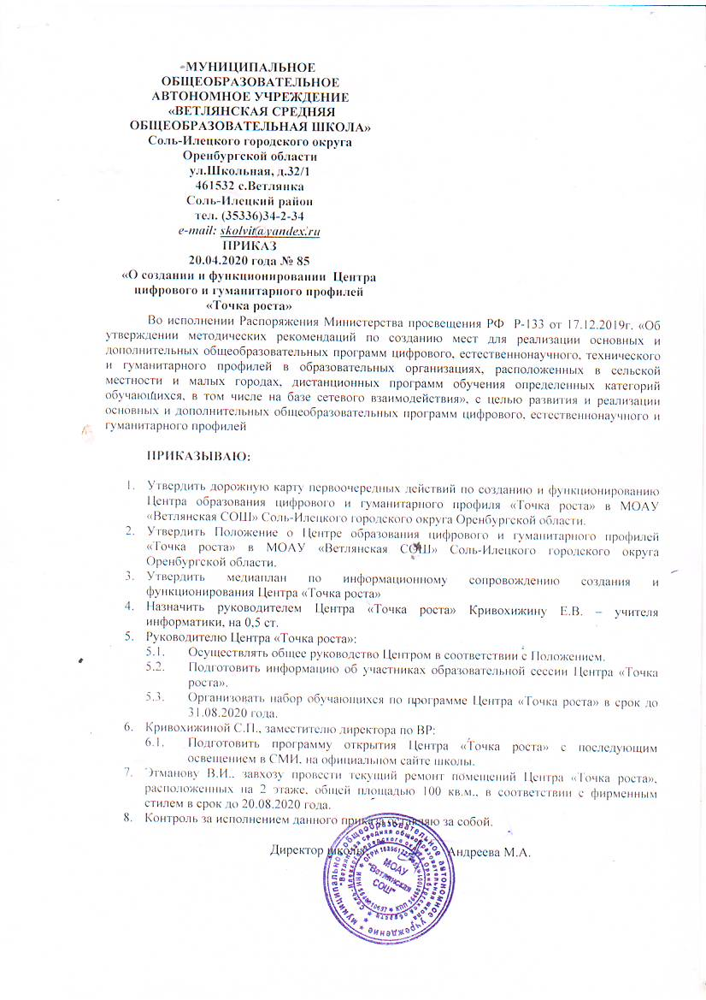 МУНИЦИПАЛЬНОЕ
ОБЩЕОБРАЗОВАТЕЛЬНОЕ
АВТОНОМНОЕ УЧРЕЖДЕНИЕ
«ВЕТЛЯНСКАЯ СРЕДНЯЯ
ОБЩЕОБРАЗОВАТЕЛЬНАЯ ШКОЛА»
Соль-Илецкого городского округа
Оренбургской области
ул.Школьная, д.32/1
461532 с.Ветлянка
Соль-Илецкий район
тел. (35336)34-2-34
e-mail: skolvit@yandex.ru
ПРИКАЗ
20.04.2020 года № 85
«О создании и функционировании Центра
цифрового и гуманитарного профилей
«Точка роста»
Во исполнении Распоряжения Министерства просвещения РФ Р-133 от 17.12.2019г. «Об
утверждении методических рекомендаций по созданию мест для реализации основных и
дополнительных общеобразовательных программ цифрового, естественнонаучного, технического
и гуманитарного профилей в образовательных организациях, расположенных в сельской
местности и малых городах, дистанционных программ обучения определенных категорий
обучающихся, в том числе на базе сетевого взаимодействия», с целью развития и реализации
основных и дополнительных общеобразовательных программ цифрового, естественнонаучного и
гуманитарного профилей
ПРИКАЗЫВАЮ:
1. Утвердить дорожную карту первоочередных действий по созданию и функционированию
Центра образования цифрового и гуманитарного профиля «Точка роста» в МОАУ
«Ветлянская СОШ» Соль-Илецкого городского округа Оренбургской области.
2. Утвердить Положение о Центре образования цифрового и гуманитарного профилей
«Точка роста» в МОАУ «Ветлянская СОШ» Соль-Илецкого городского округа
Оренбургской области.
3. Утвердить медиаплан по информационному сопровождению создания и
функционирования Центра «Точка роста»
4. Назначить руководителем Центра «Точка роста» Кривохижину Е.В. – учителя
информатики, на 0,5 ст.
5. Руководителю Центра «Точка роста»:
5.1. Осуществлять общее руководство Центром в соответствии с Положением.
5.2. Подготовить информацию об участниках образовательной сессии Центра «Точка
роста».
5.3. Организовать набор обучающихся по программе Центра «Точка роста» в срок до
31.08.2020 года.
6. Кривохижиной С.П., заместителю директора по ВР:
6.1. Подготовить программу открытия Центра «Точка роста» с последующим
освещением в СМИ, на официальном сайте школы.
7. Этманову В.И., завхозу провести текущий ремонт помещений Центра «Точка роста»,
расположенных на 2 этаже, общей площадью 100 кв.м., в соответствии с фирменным
стилем в срок до 20.08.2020 года.
8. Контроль за исполнением данного приказа оставляю за собой.
Директор школы Андреева М.А.
муниципальное общеобразовательное автономное учреждение
"Ветлянская средняя общеобразовательная школа"
МОАУ
"Ветлянская
СОШ"